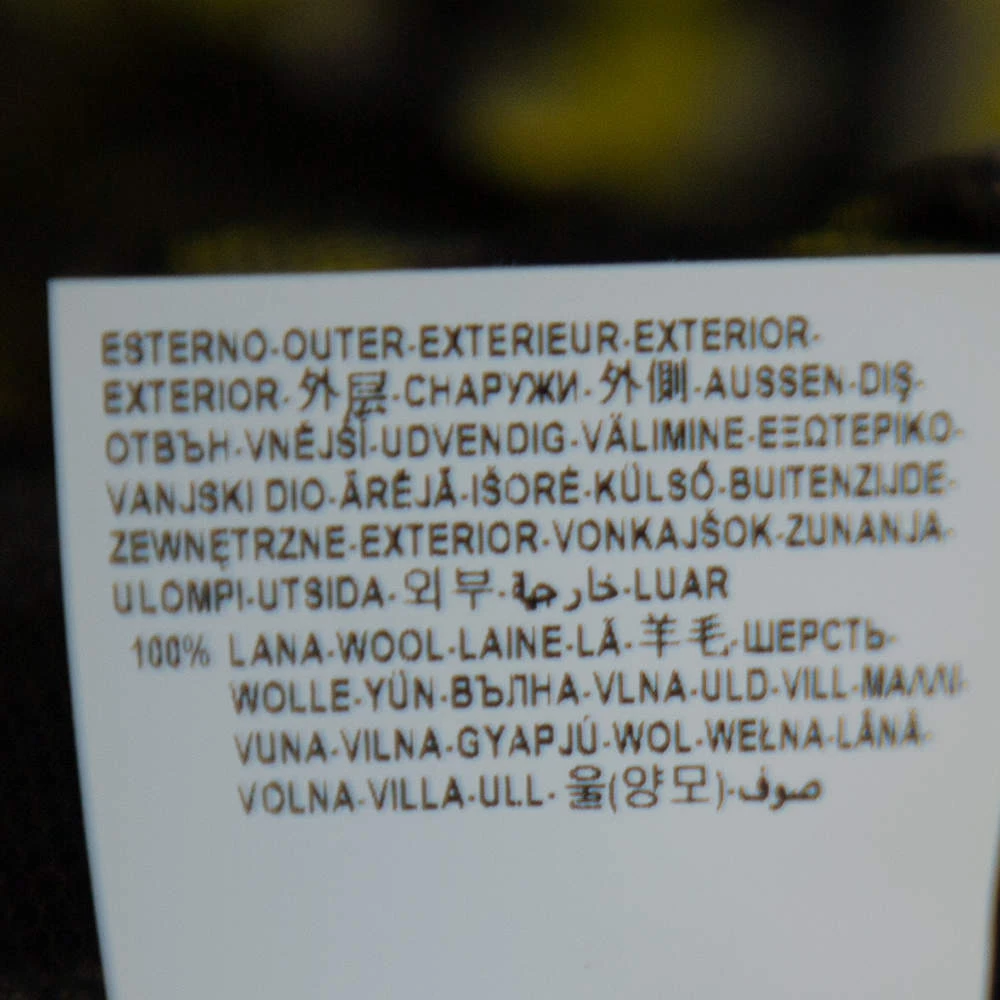 ESTERNO-OUTER-EXTERIEUR-EXTERIOR-
EXTERIOR-外层-СНАРУЖИ-外側-AUSSEN-DIŞ-
ОТВЪН-VNĚJŠÍ-UDVENDIG-VÄLIMINE-ΕΞΩΤΕΡΙΚΟ-
VANJSKI DIO-ĀRĒJĀ-IŠORĖ-KÜLSŐ-BUITENZIJDE-
ZEWNĘTRZNE-EXTERIOR-VONKAJŠOK-ZUNANJA-
ULOMPI-UTSIDA-외부-خارجية-LUAR
100% LANA-WOOL-LAINE-LÃ-羊毛-ШЕРСТЬ-
WOLLE-YÜN-ВЪЛНА-VLNA-ULD-VILL-ΜΑΛΛΙ-
VUNA-VILNA-GYAPJÚ-WOL-WEŁNA-LÂNĂ-
VOLNA-VILLA-ULL-울(양모)-صوف